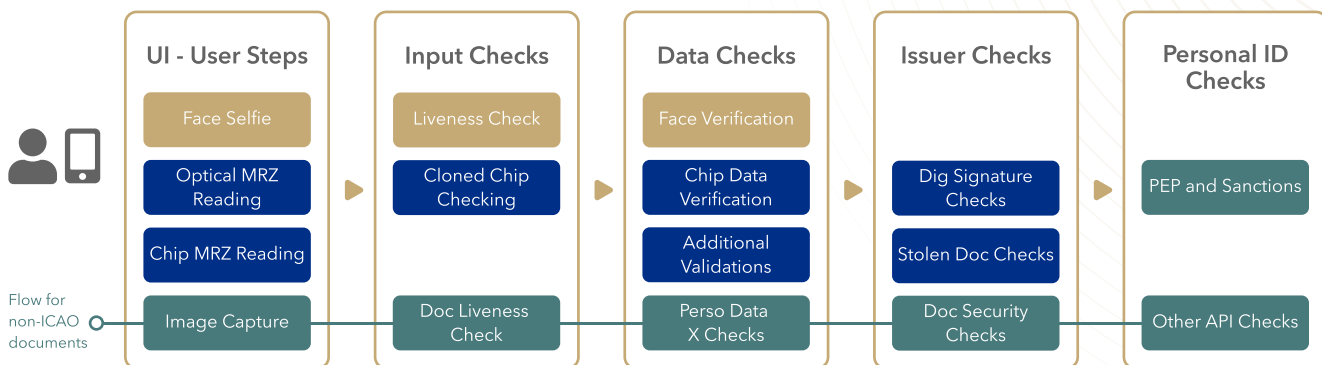 UI - User Steps
Face Selfie
Optical MRZ
Reading
Chip MRZ Reading
Image Capture
Input Checks
Liveness Check
Cloned Chip
Checking
Doc Liveness
Check
Data Checks
Face Verification
Chip Data
Verification
Additional
Validations
Perso Data
X Checks
Issuer Checks
Dig Signature
Checks
Stolen Doc Checks
Doc Security
Checks
Personal ID
Checks
PEP and Sanctions
Other API Checks
Flow for
non-ICAO
documents